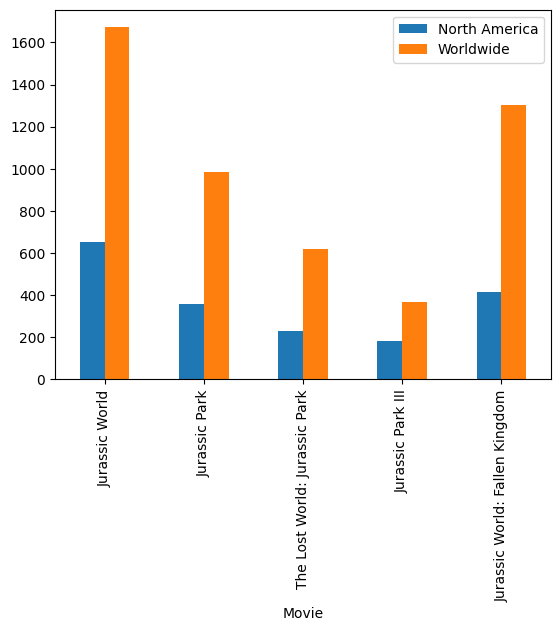 North America
Worldwide
1600
1400
1200
1000
800
600
400
200
0
Jurassic World
Jurassic Park
The Lost World: Jurassic Park
Jurassic Park III
Jurassic World: Fallen Kingdom
Movie